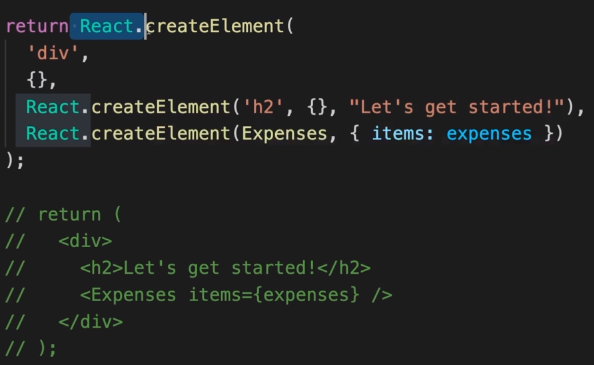 return React.createElement(
'div',
{},
React.createElement('h2', {}, "Let's get started!"),
React.createElement(Expenses, { items: expenses })
);
// return (
//   <div>
//     <h2>Let's get started!</h2>
//     <Expenses items={expenses} />
//   </div>
// );